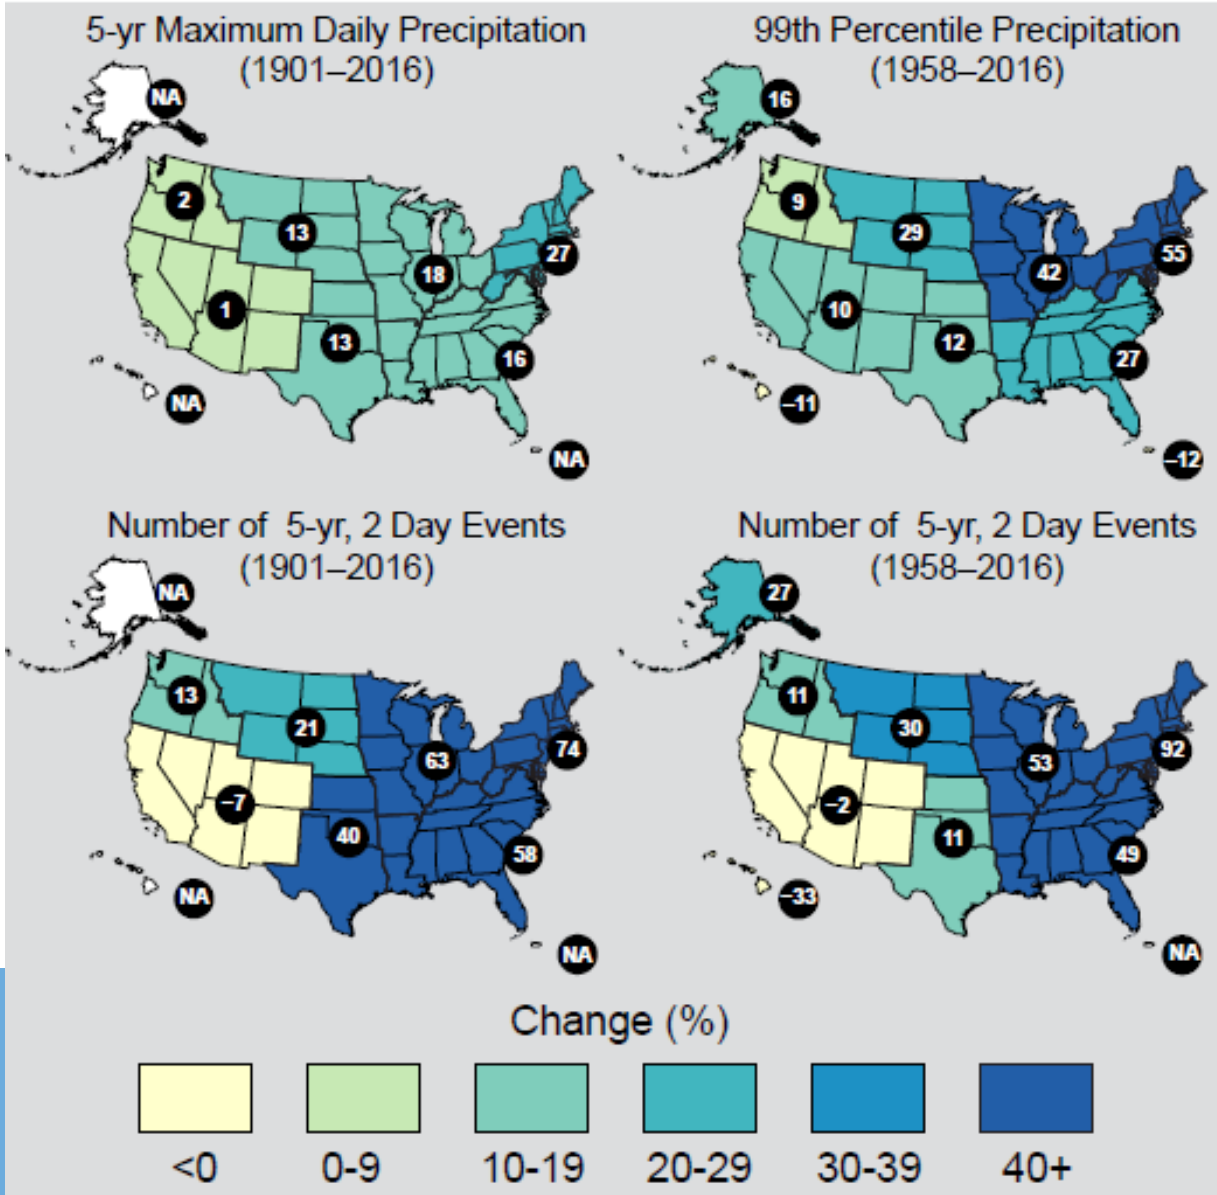 5-yr Maximum Daily Precipitation
(1901–2016)
NA
2
13
18
27
1
13
16
NA
NA
99th Percentile Precipitation
(1958–2016)
16
9
29
42
55
10
12
27
–11
–12
Number of 5-yr, 2 Day Events
(1901–2016)
NA
13
21
63
74
–7
40
58
NA
NA
Number of 5-yr, 2 Day Events
(1958–2016)
27
11
30
53
92
–2
11
49
–33
NA
Change (%)
<0 0-9 10-19 20-29 30-39 40+